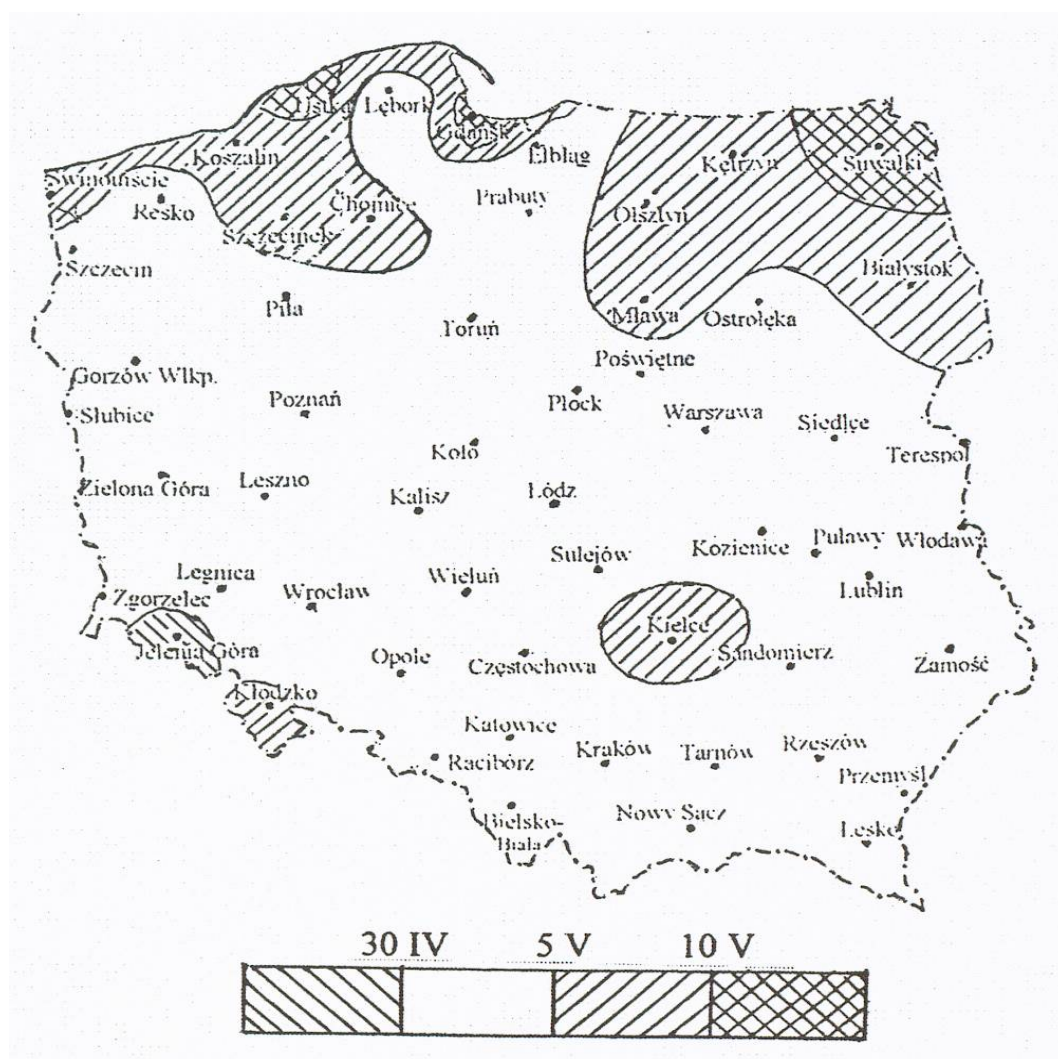 Ustka
Lębork
Gdańsk
Elbląg
Koszalin
Świnoujście
Resko
Chojnice
Prabuty
Kętrzyn
Suwałki
Olsztyn
Szczecinek
Szczecin
Białystok
Piła
Toruń
Mława
Ostrołęka
Gorzów Wlkp.
Poświętne
Słubice
Poznań
Płock
Warszawa
Siedlce
Terespol
Koło
Zielona Góra
Leszno
Kalisz
Łódz
Sulejów
Kozienice
Puławy
Włodawa
Lublin
Legnica
Zgorzelec
Wrocław
Wieluń
Kielce
Jelenia Góra
Opole
Częstochowa
Sandomierz
Zamość
Kłodzko
Katowice
Racibórz
Kraków
Tarnów
Rzeszów
Przemyśl
Bielsko-
Biała
Nowy Sącz
Lesko
30 IV
5 V
10 V